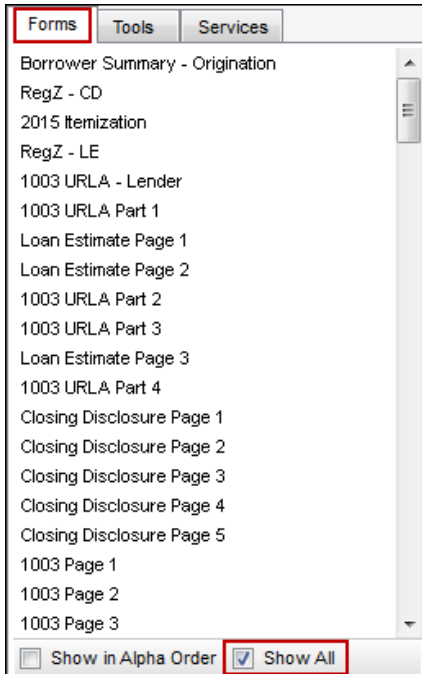 Forms Tools Services
Borrower Summary - Origination
RegZ - CD
2015 Itemization
RegZ - LE
1003 URLA - Lender
1003 URLA Part 1
Loan Estimate Page 1
Loan Estimate Page 2
1003 URLA Part 2
1003 URLA Part 3
Loan Estimate Page 3
1003 URLA Part 4
Closing Disclosure Page 1
Closing Disclosure Page 2
Closing Disclosure Page 3
Closing Disclosure Page 4
Closing Disclosure Page 5
1003 Page 1
1003 Page 2
1003 Page 3
Show in Alpha Order Show All